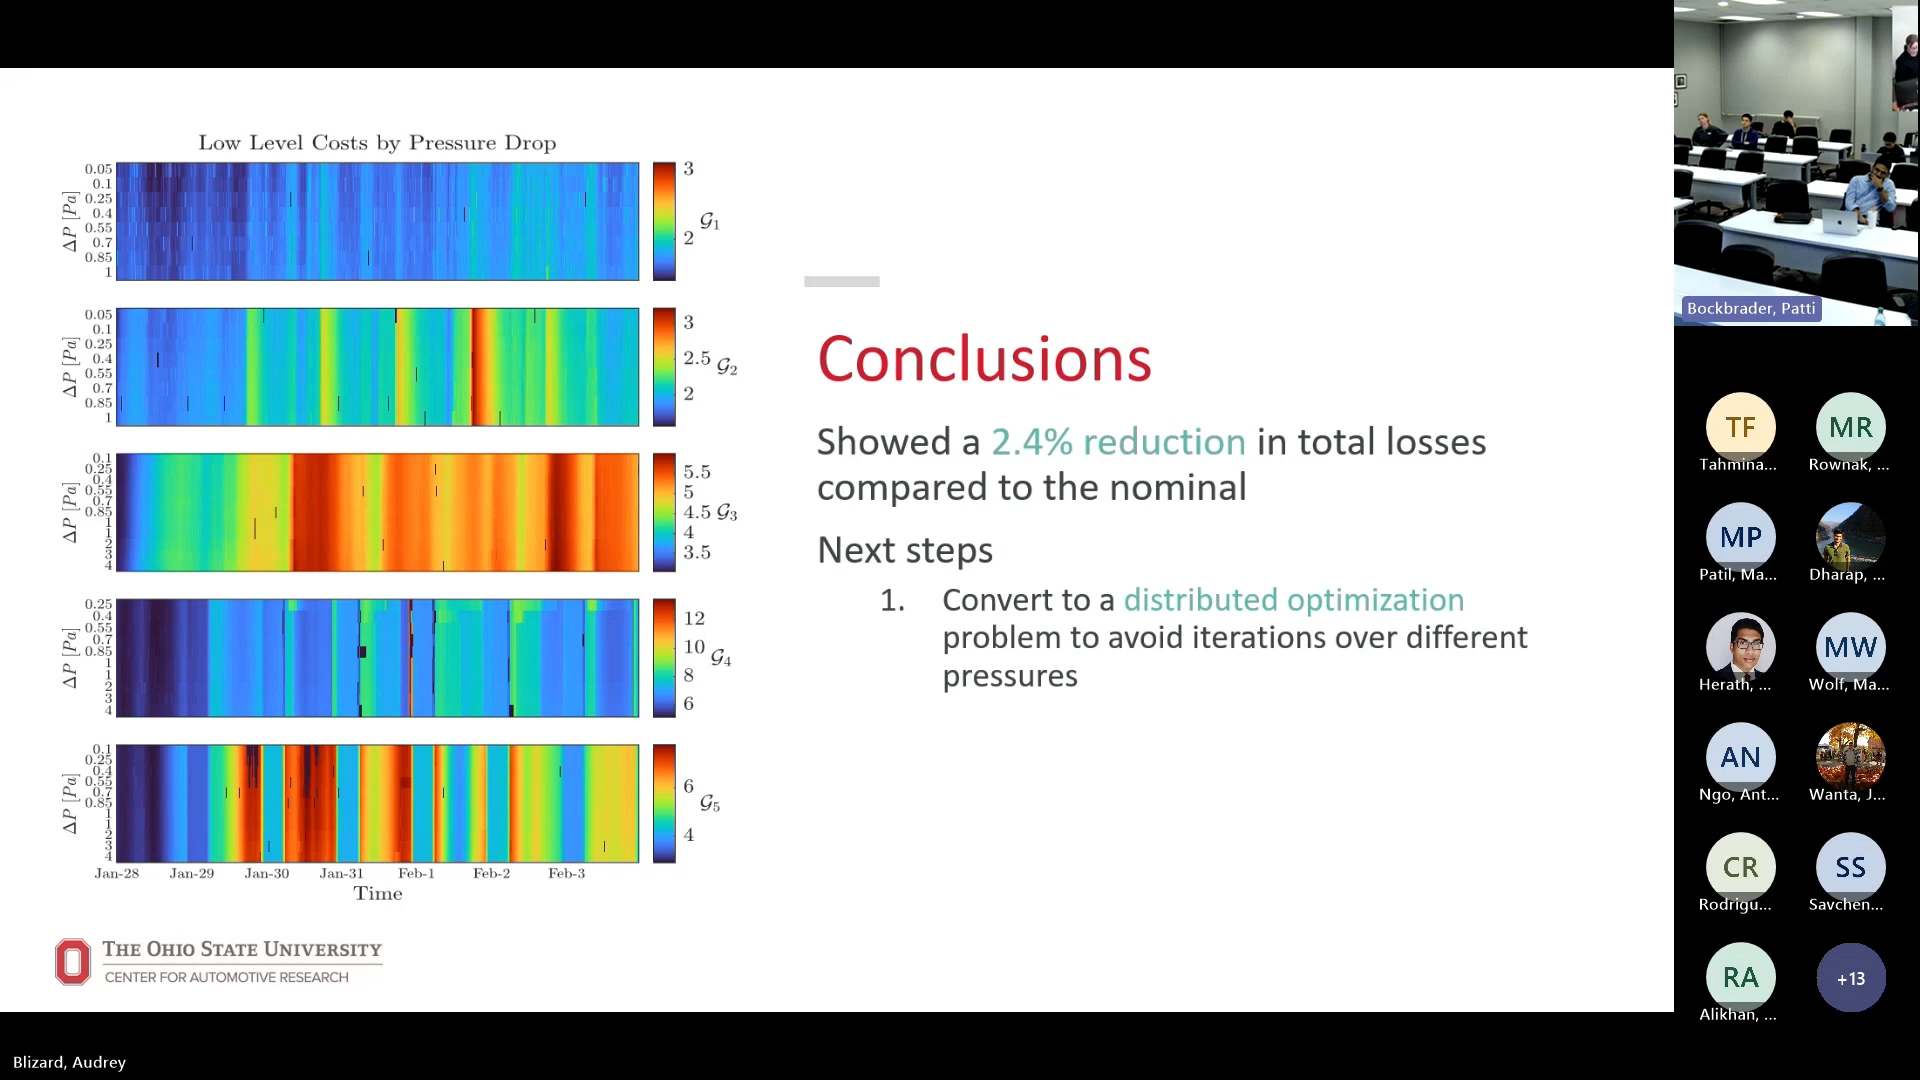 Low Level Costs by Pressure Drop
0.05
0.1
0.25
0.4
0.55
0.7
0.85
1
ΔP [Pa]
3
2
𝒢1
0.05
0.1
0.25
0.4
0.55
0.7
0.85
1
ΔP [Pa]
3
2.5
2
𝒢2
0.1
0.25
0.4
0.55
0.7
0.85
1
1
2
3
4
ΔP [Pa]
5.5
5
4.5
4
3.5
𝒢3
0.25
0.4
0.55
0.7
0.85
1
1
2
3
4
ΔP [Pa]
12
10
8
6
𝒢4
0.1
0.25
0.4
0.55
0.7
0.85
1
1
2
3
4
ΔP [Pa]
6
4
𝒢5
Jan-28 Jan-29 Jan-30 Jan-31 Feb-1 Feb-2 Feb-3
Time
Conclusions
Showed a 2.4% reduction in total losses
compared to the nominal
Next steps
1. Convert to a distributed optimization
problem to avoid iterations over different
pressures
THE OHIO STATE UNIVERSITY
CENTER FOR AUTOMOTIVE RESEARCH
Blizard, Audrey
Bockbrader, Patti
TF MR
Tahmina... Rownak, ...
MP
Patil, Ma... Dharap, ...
MW
Herath, ... Wolf, Ma...
AN
Ngo, Ant... Wanta, J...
CR SS
Rodrigu... Savchen...
RA +13
Alikhan, ...